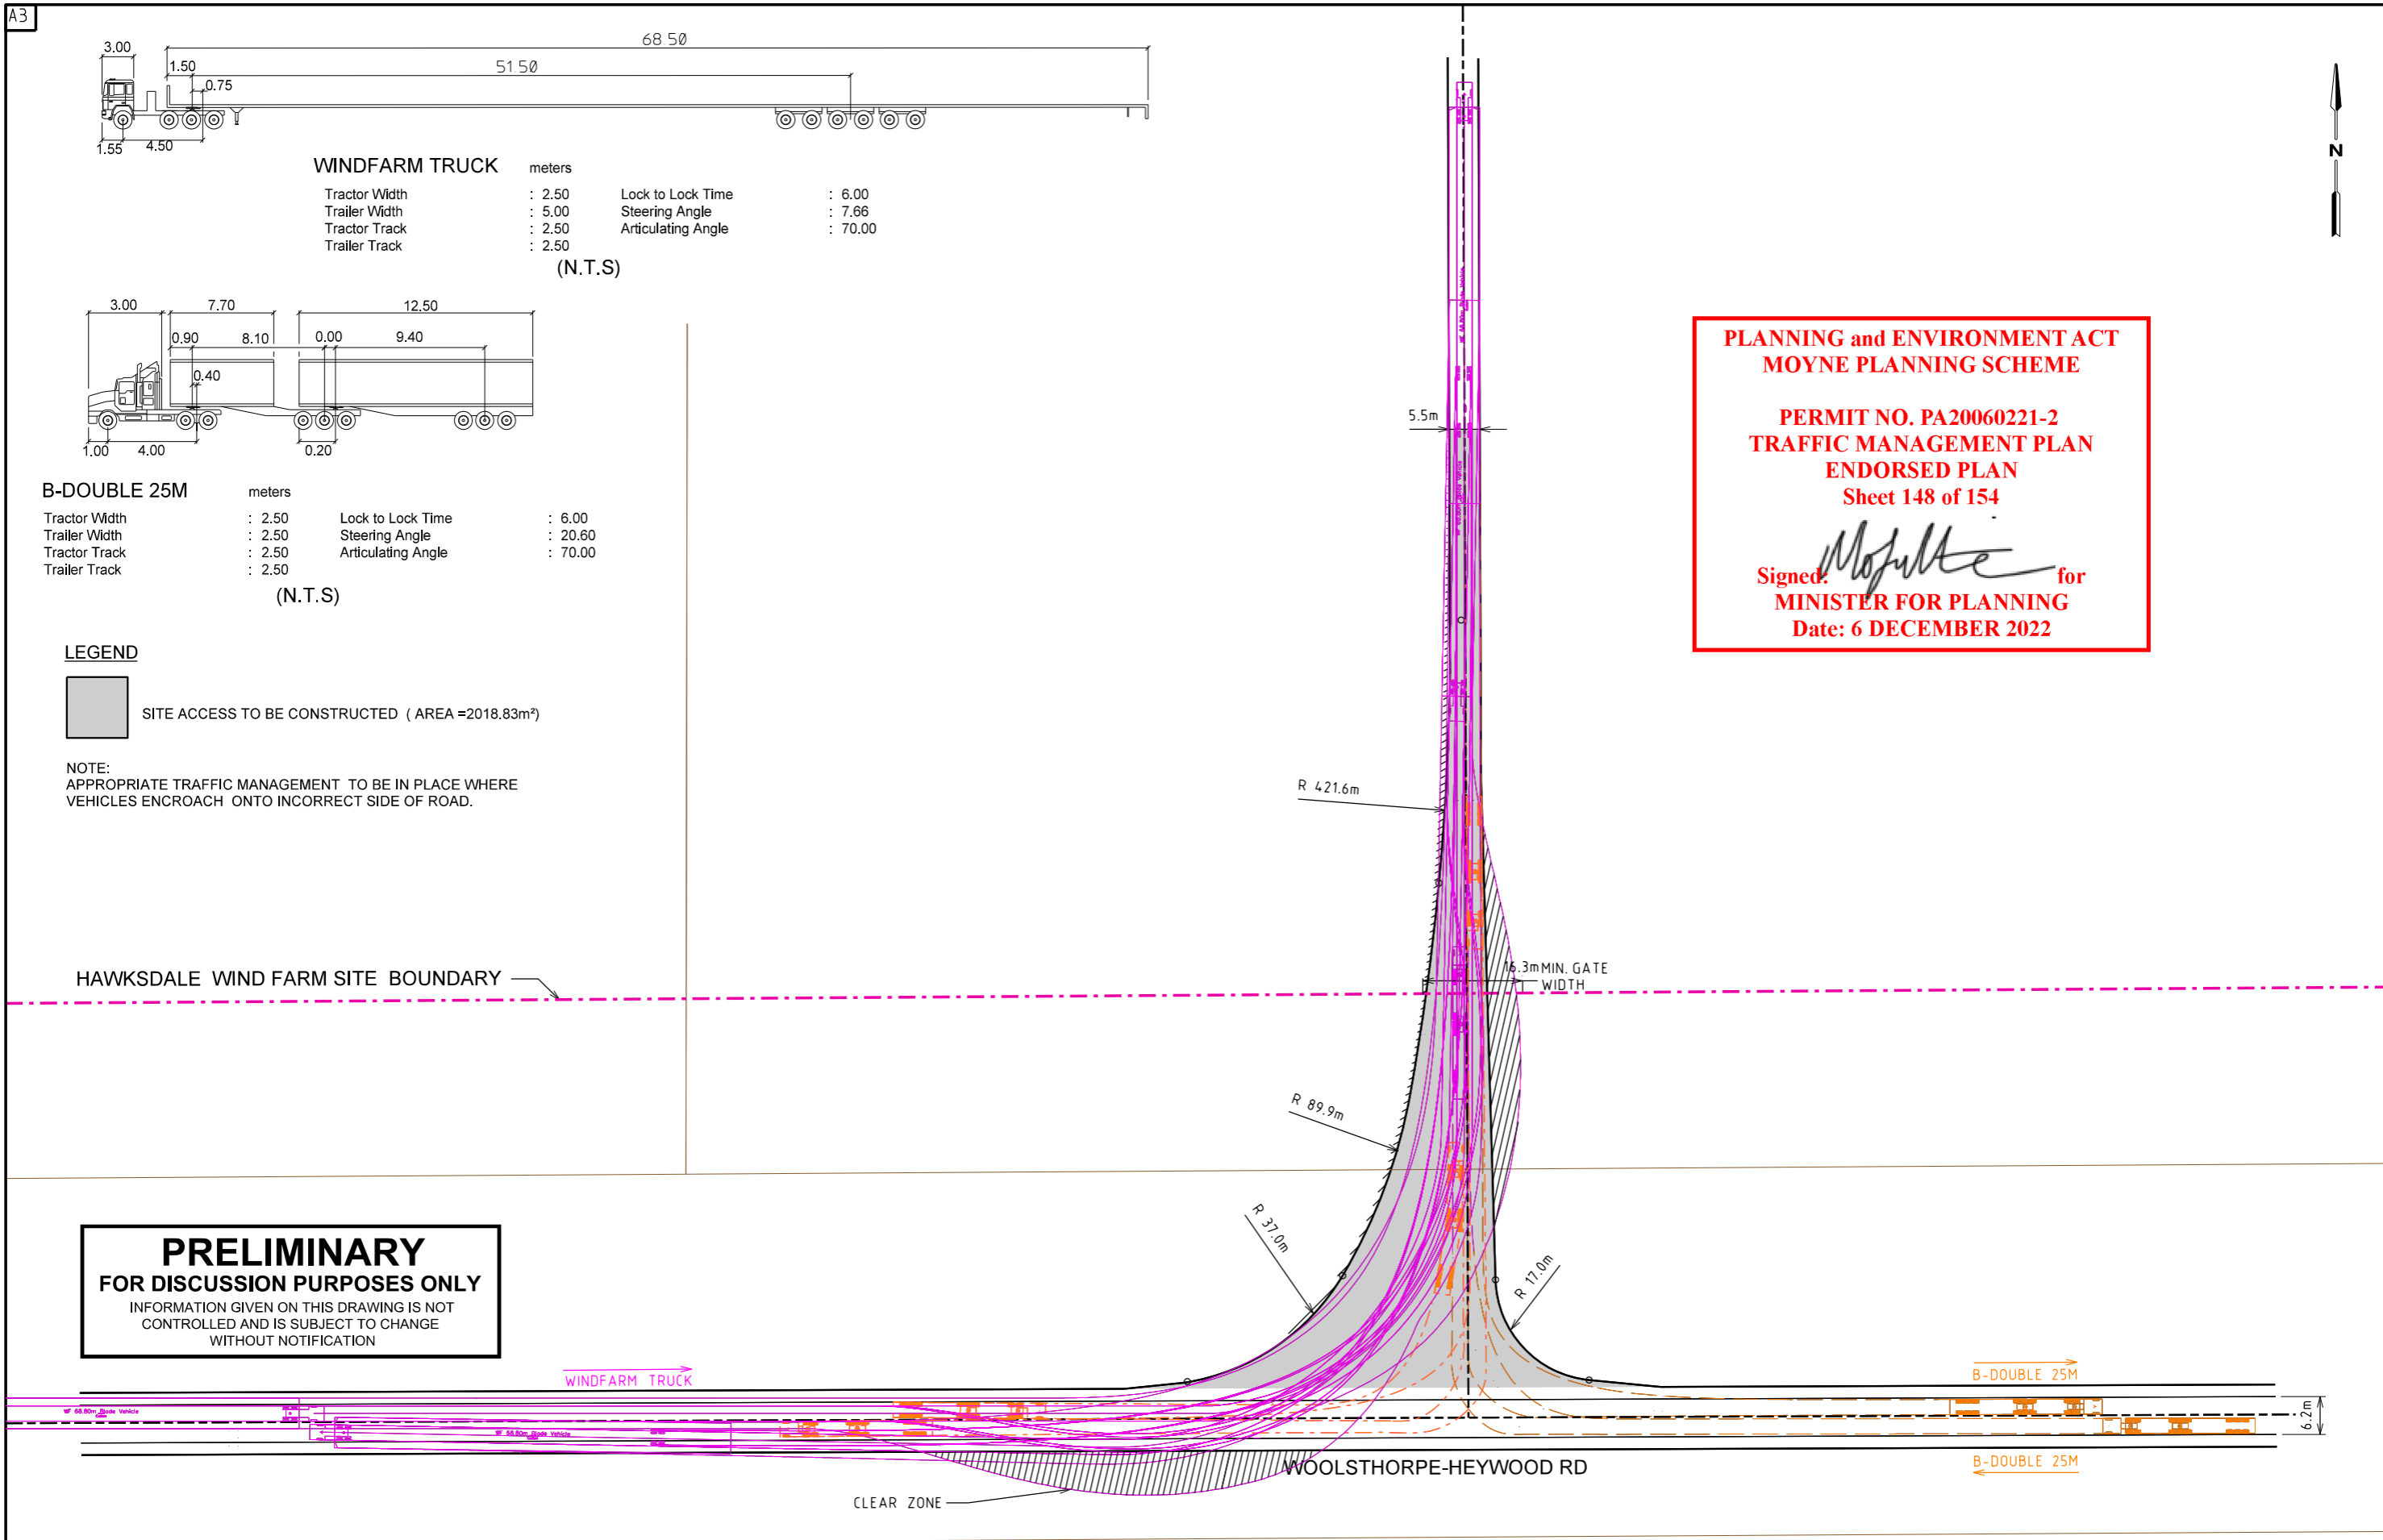 A3
68.50
3.00
1.50
51.50
0.75
1.55
4.50
WINDFARM TRUCK meters
Tractor Width : 2.50 Lock to Lock Time : 6.00
Trailer Width : 5.00 Steering Angle : 7.66
Tractor Track : 2.50 Articulating Angle : 70.00
Trailer Track : 2.50
(N.T.S)
3.00 7.70 12.50
0.90 8.10 0.00 9.40
0.40
1.00 4.00 0.20
B-DOUBLE 25M meters
Tractor Width : 2.50 Lock to Lock Time : 6.00
Trailer Width : 2.50 Steering Angle : 20.60
Tractor Track : 2.50 Articulating Angle : 70.00
Trailer Track : 2.50
(N.T.S)
LEGEND
SITE ACCESS TO BE CONSTRUCTED ( AREA =2018.83m²)
NOTE:
APPROPRIATE TRAFFIC MANAGEMENT TO BE IN PLACE WHERE
VEHICLES ENCROACH ONTO INCORRECT SIDE OF ROAD.
N
PLANNING and ENVIRONMENT ACT
MOYNE PLANNING SCHEME
PERMIT NO. PA20060221-2
TRAFFIC MANAGEMENT PLAN
ENDORSED PLAN
Sheet 148 of 154
Signed: for
MINISTER FOR PLANNING
Date: 6 DECEMBER 2022
5.5m
R 421.6m
HAWKSDALE WIND FARM SITE BOUNDARY
16.3m MIN. GATE
WIDTH
R 89.9m
R 37.0m
R 17.0m
PRELIMINARY
FOR DISCUSSION PURPOSES ONLY
INFORMATION GIVEN ON THIS DRAWING IS NOT
CONTROLLED AND IS SUBJECT TO CHANGE
WITHOUT NOTIFICATION
WINDFARM TRUCK
B-DOUBLE 25M
6.2m
B-DOUBLE 25M
WOOLSTHORPE-HEYWOOD RD
CLEAR ZONE